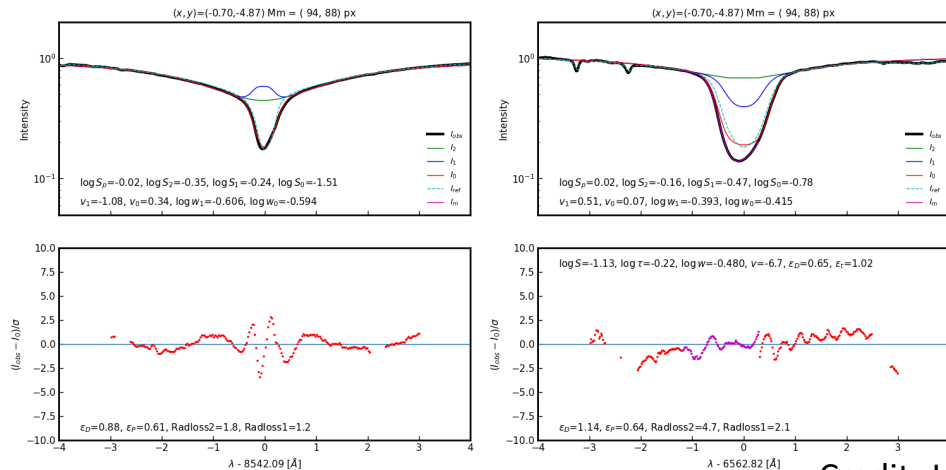 (x, y)=(-0.70,-4.87) Mm = ( 94, 88) px
10⁰
10⁻¹
Intensity
I_obs
I_2
I_1
I_0
I_ref
I_m
log S_p=-0.02, log S_2=-0.35, log S_1=-0.24, log S_0=-1.51
v_1=-1.08, v_0=0.34, log w_1=-0.606, log w_0=-0.594
(x, y)=(-0.70,-4.87) Mm = ( 94, 88) px
10⁰
10⁻¹
Intensity
I_obs
I_2
I_1
I_0
I_ref
I_m
log S_p=0.02, log S_2=-0.16, log S_1=-0.47, log S_0=-0.78
v_1=0.51, v_0=0.07, log w_1=-0.393, log w_0=-0.415
10.0
7.5
5.0
2.5
0.0
-2.5
-5.0
-7.5
-10.0
(I_obs − I_0)/σ
ε_D=0.88, ε_P=0.61, Radloss2=1.8, Radloss1=1.2
-4 -3 -2 -1 0 1 2 3 4
λ - 8542.09 [Å]
10.0
7.5
5.0
2.5
0.0
-2.5
-5.0
-7.5
-10.0
(I_obs − I_0)/σ
log S=-1.13, log τ=-0.22, log w=-0.480, v=-6.7, ε_D=0.65, ε_t=1.02
ε_D=1.14, ε_P=0.64, Radloss2=4.7, Radloss1=2.1
-4 -3 -2 -1 0 1 2 3
λ - 6562.82 [Å]